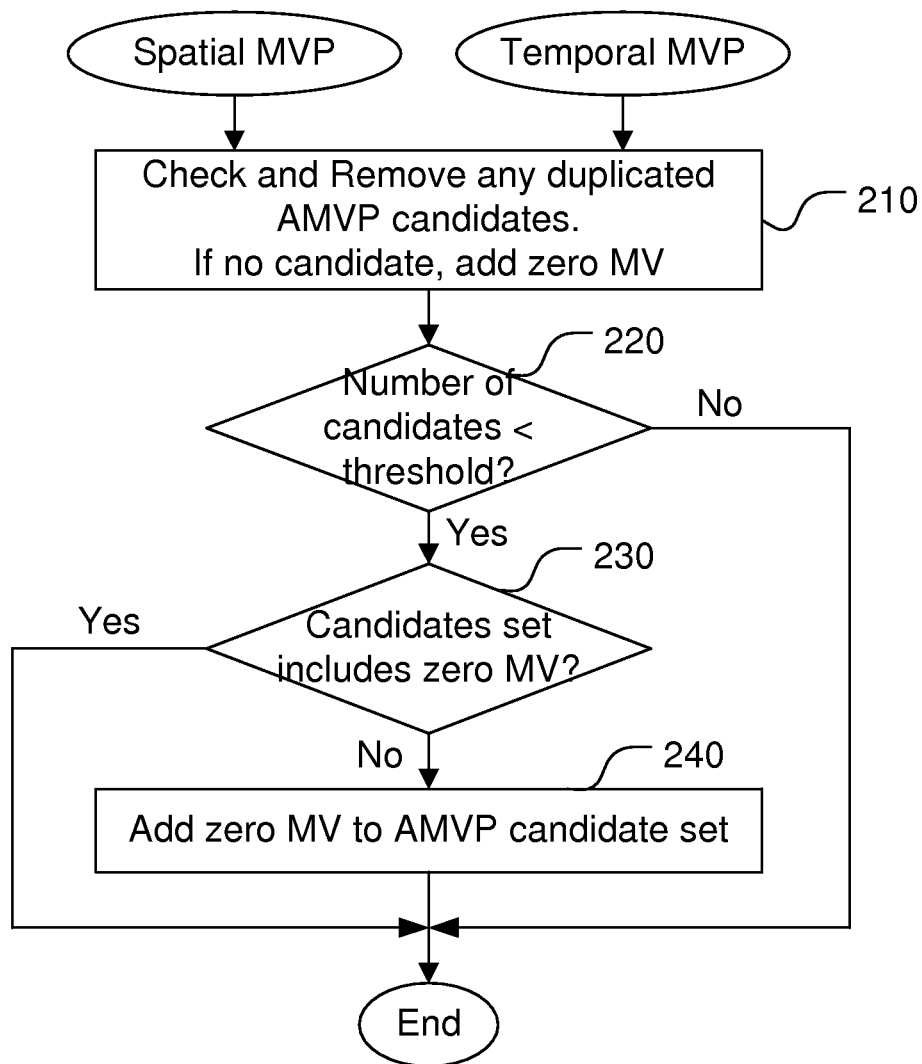 Spatial MVP
Temporal MVP
Check and Remove any duplicated
AMVP candidates.
If no candidate, add zero MV
210
220
Number of
candidates <
threshold?
No
Yes
230
Yes
Candidates set
includes zero MV?
No
240
Add zero MV to AMVP candidate set
End